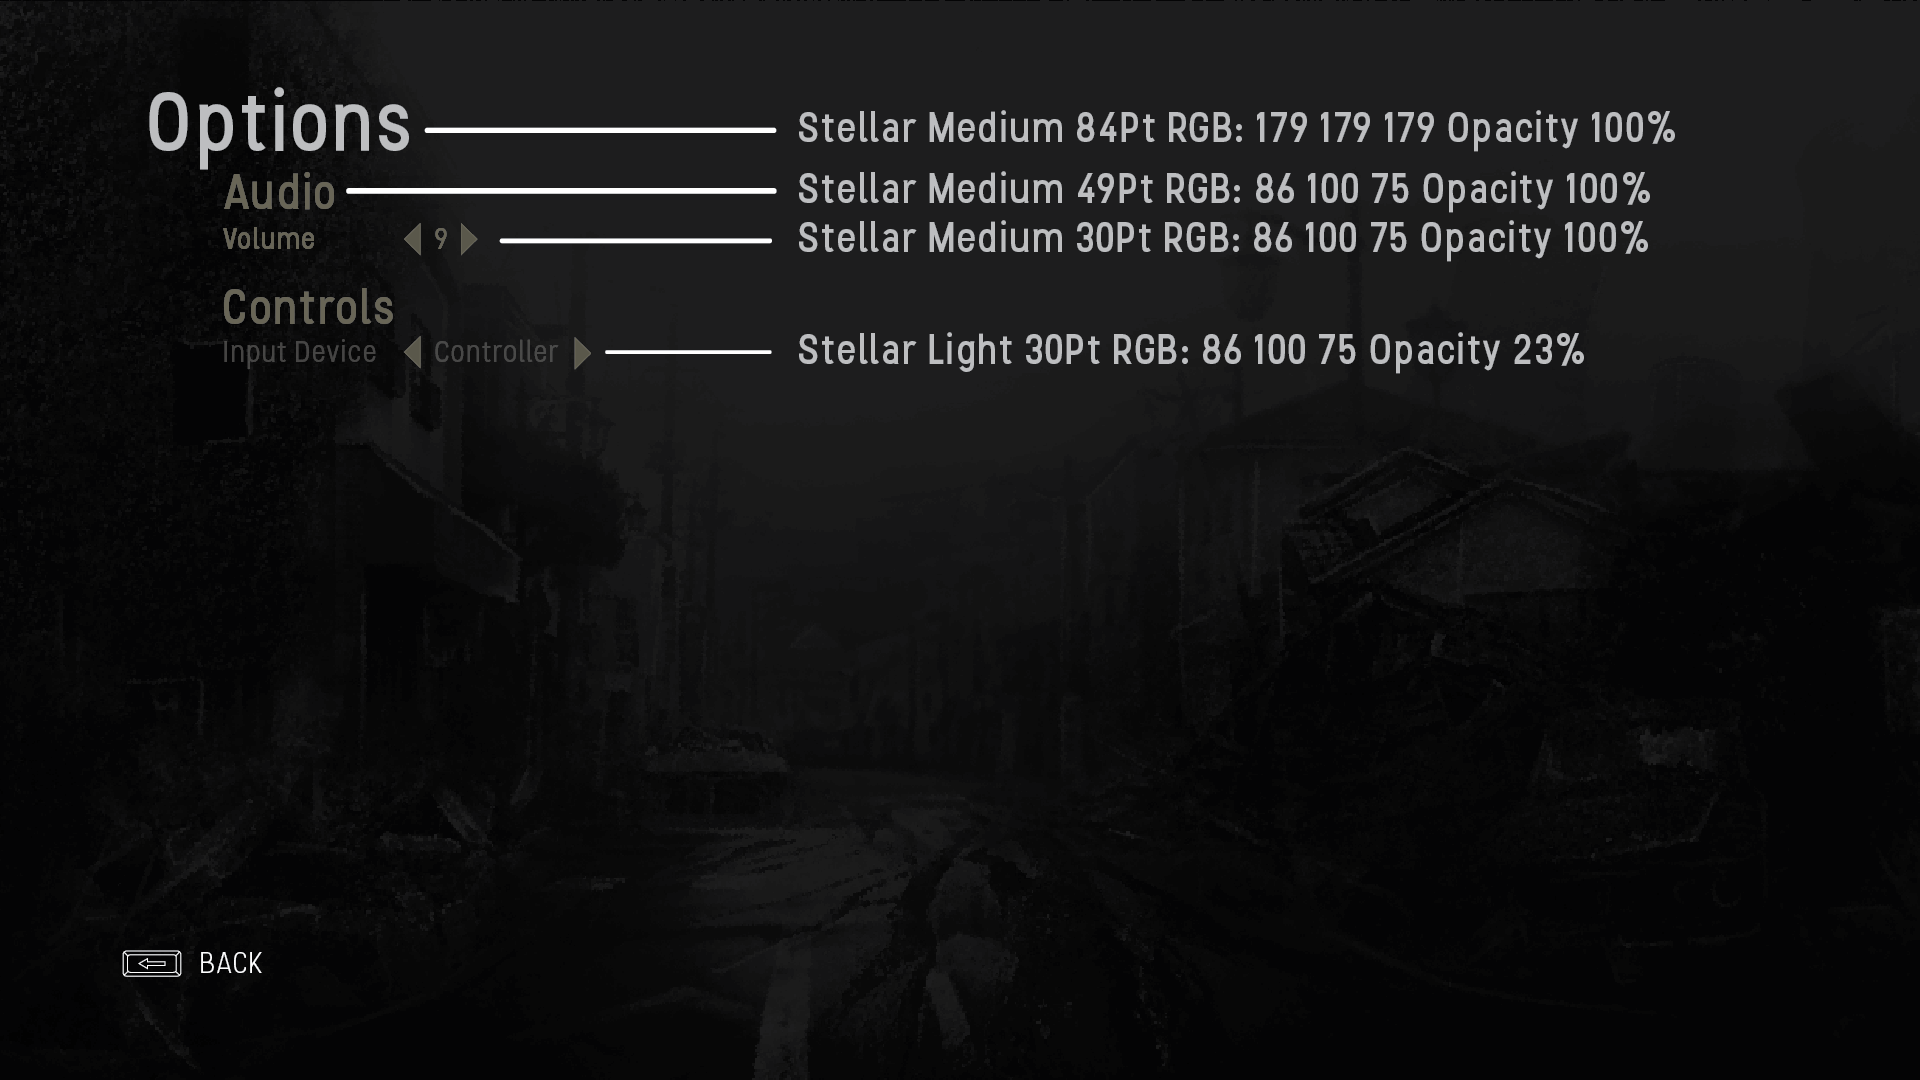 Options Stellar Medium 84Pt RGB: 179 179 179 Opacity 100%
Audio Stellar Medium 49Pt RGB: 86 100 75 Opacity 100%
Volume 9 Stellar Medium 30Pt RGB: 86 100 75 Opacity 100%
Controls
Input Device Controller Stellar Light 30Pt RGB: 86 100 75 Opacity 23%
BACK